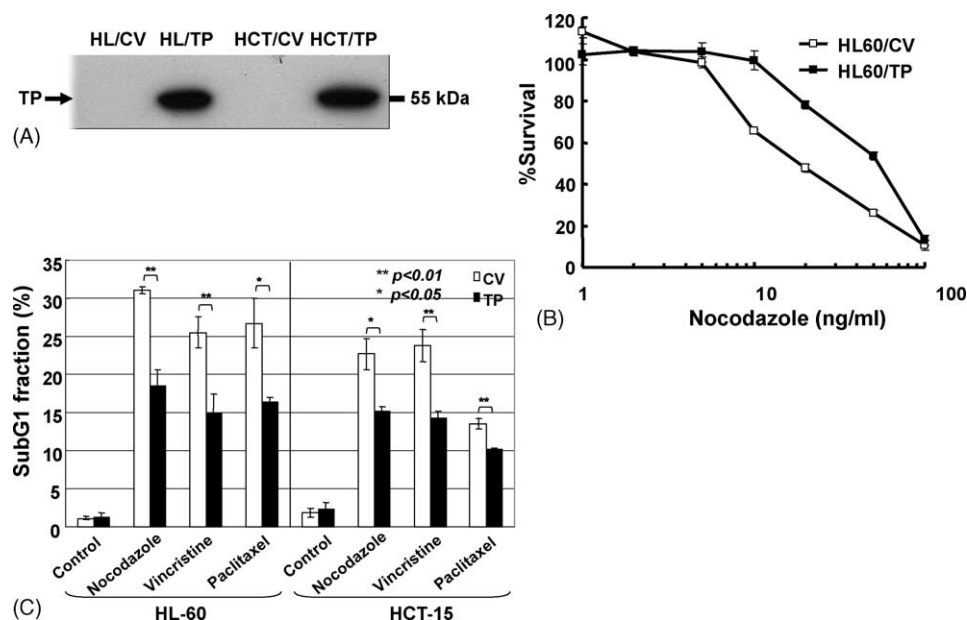 HL/CV HL/TP HCT/CV HCT/TP
TP
55 kDa
(A)
120
100
80
60
40
20
0
%Survival
HL60/CV
HL60/TP
1 10 100
Nocodazole (ng/ml)
(B)
35
30
25
20
15
10
5
0
SubG1 fraction (%)
** p<0.01
* p<0.05
CV
TP
** ** * * ** **
Control Nocodazole Vincristine Paclitaxel Control Nocodazole Vincristine Paclitaxel
HL-60 HCT-15
(C)